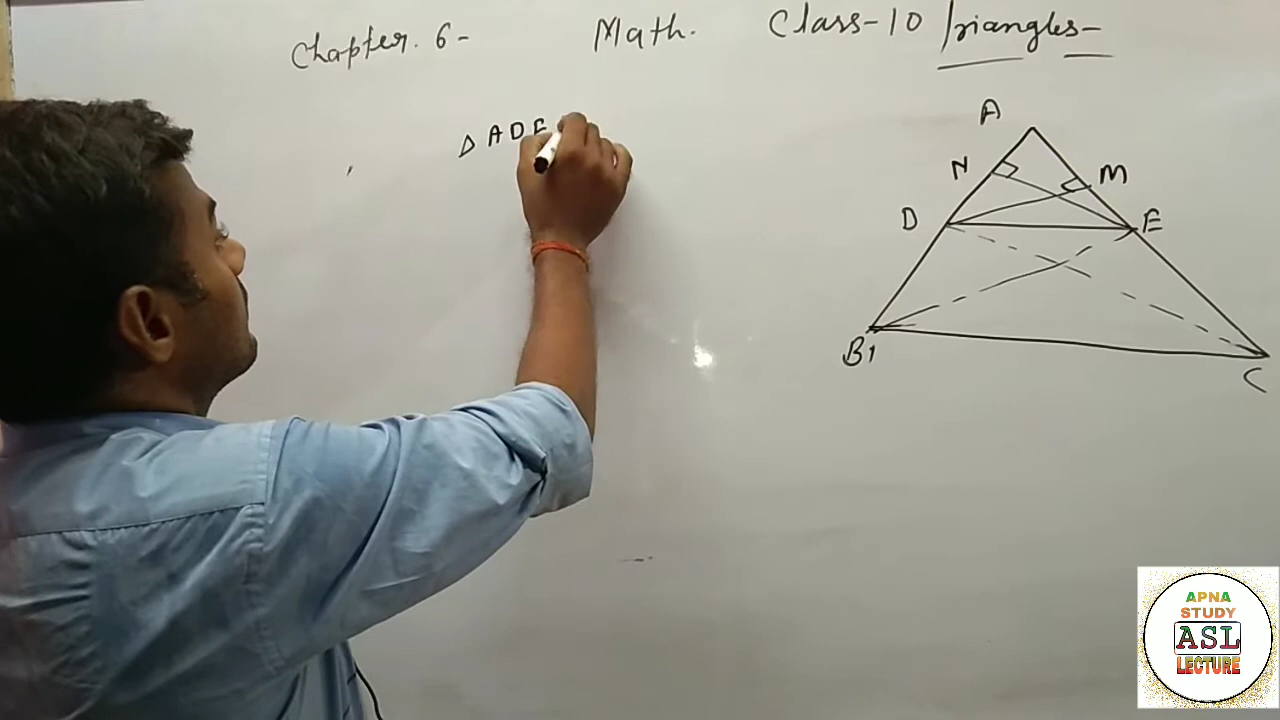 Chapter. 6 - Math. Class-10 Triangles-
Δ ADE
A
N
M
D
E
B
C
APNA
STUDY
ASL
LECTURE